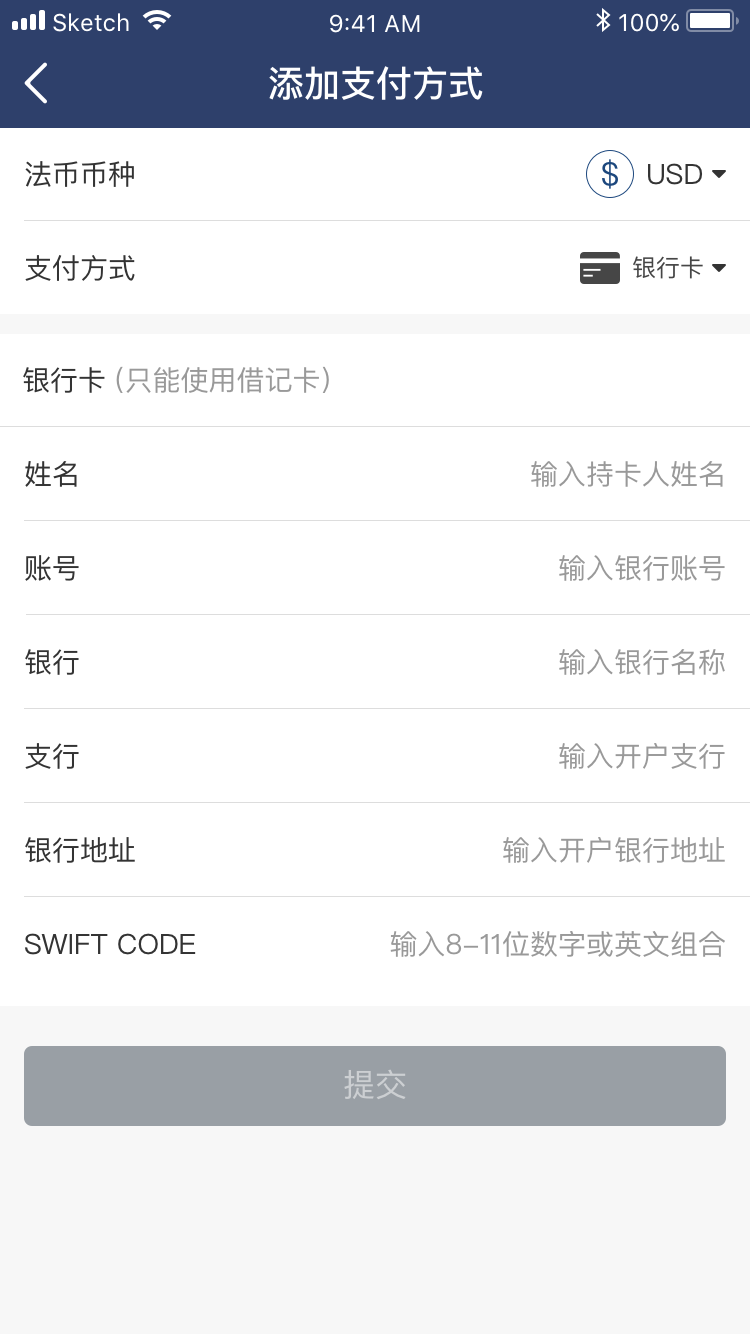 Sketch 9:41 AM 100%
添加支付方式
法币币种 $ USD
支付方式 银行卡
银行卡 (只能使用借记卡)
姓名 输入持卡人姓名
账号 输入银行账号
银行 输入银行名称
支行 输入开户支行
银行地址 输入开户银行地址
SWIFT CODE 输入8-11位数字或英文组合
提交